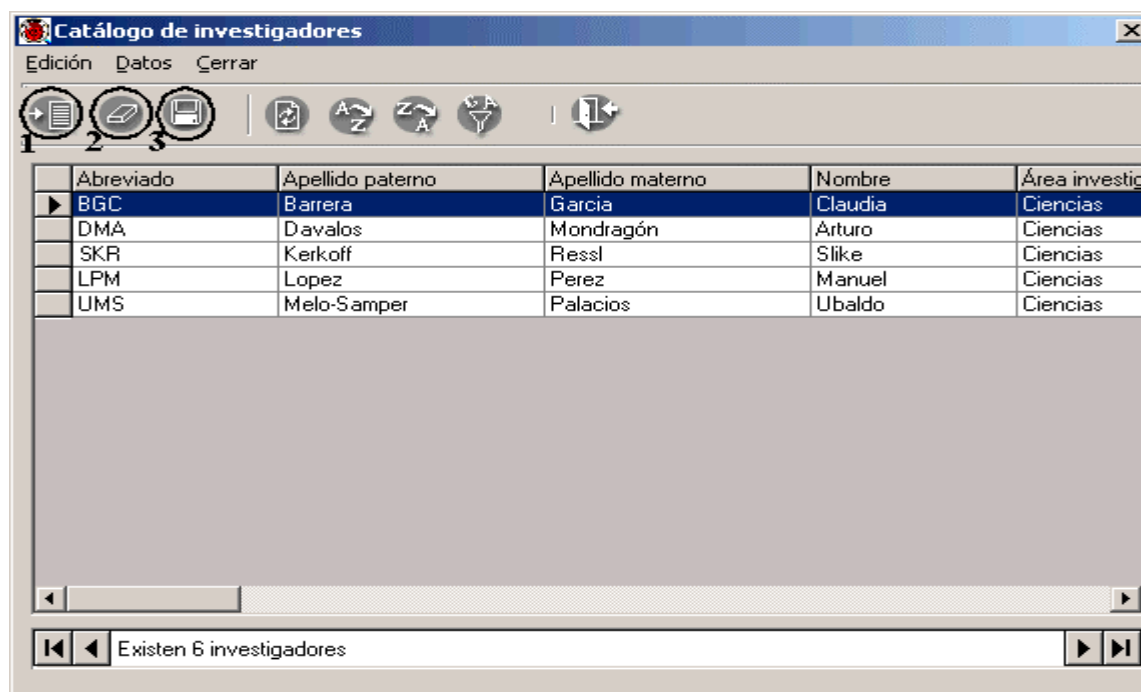 Catálogo de investigadores
Edición Datos Cerrar
A Z Z A
1 2 3
Abreviado Apellido paterno Apellido materno Nombre Área investig
BGC Barrera Garcia Claudia Ciencias
DMA Davalos Mondragón Arturo Ciencias
SKR Kerkoff Ressl Slike Ciencias
LPM Lopez Perez Manuel Ciencias
UMS Melo-Samper Palacios Ubaldo Ciencias
Existen 6 investigadores